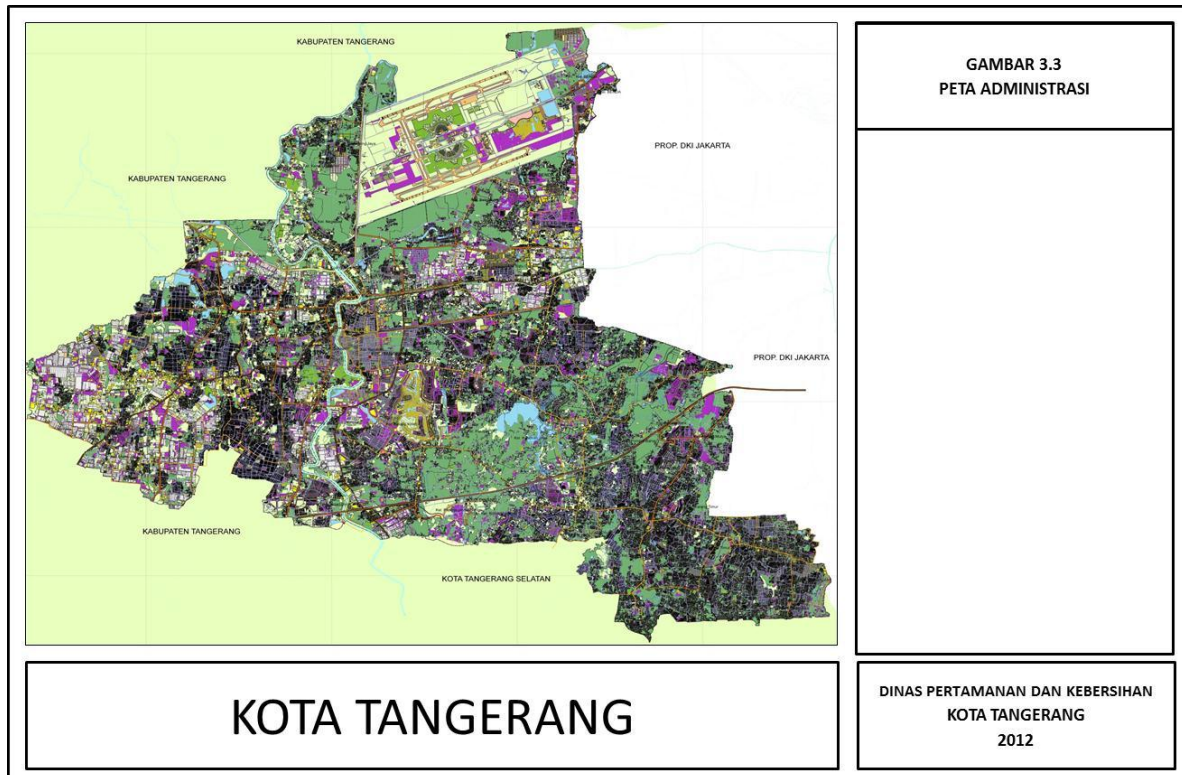 KABUPATEN TANGERANG
PROP. DKI JAKARTA
KABUPATEN TANGERANG
PROP. DKI JAKARTA
KABUPATEN TANGERANG
KOTA TANGERANG SELATAN
GAMBAR 3.3
PETA ADMINISTRASI
KOTA TANGERANG
DINAS PERTAMANAN DAN KEBERSIHAN
KOTA TANGERANG
2012